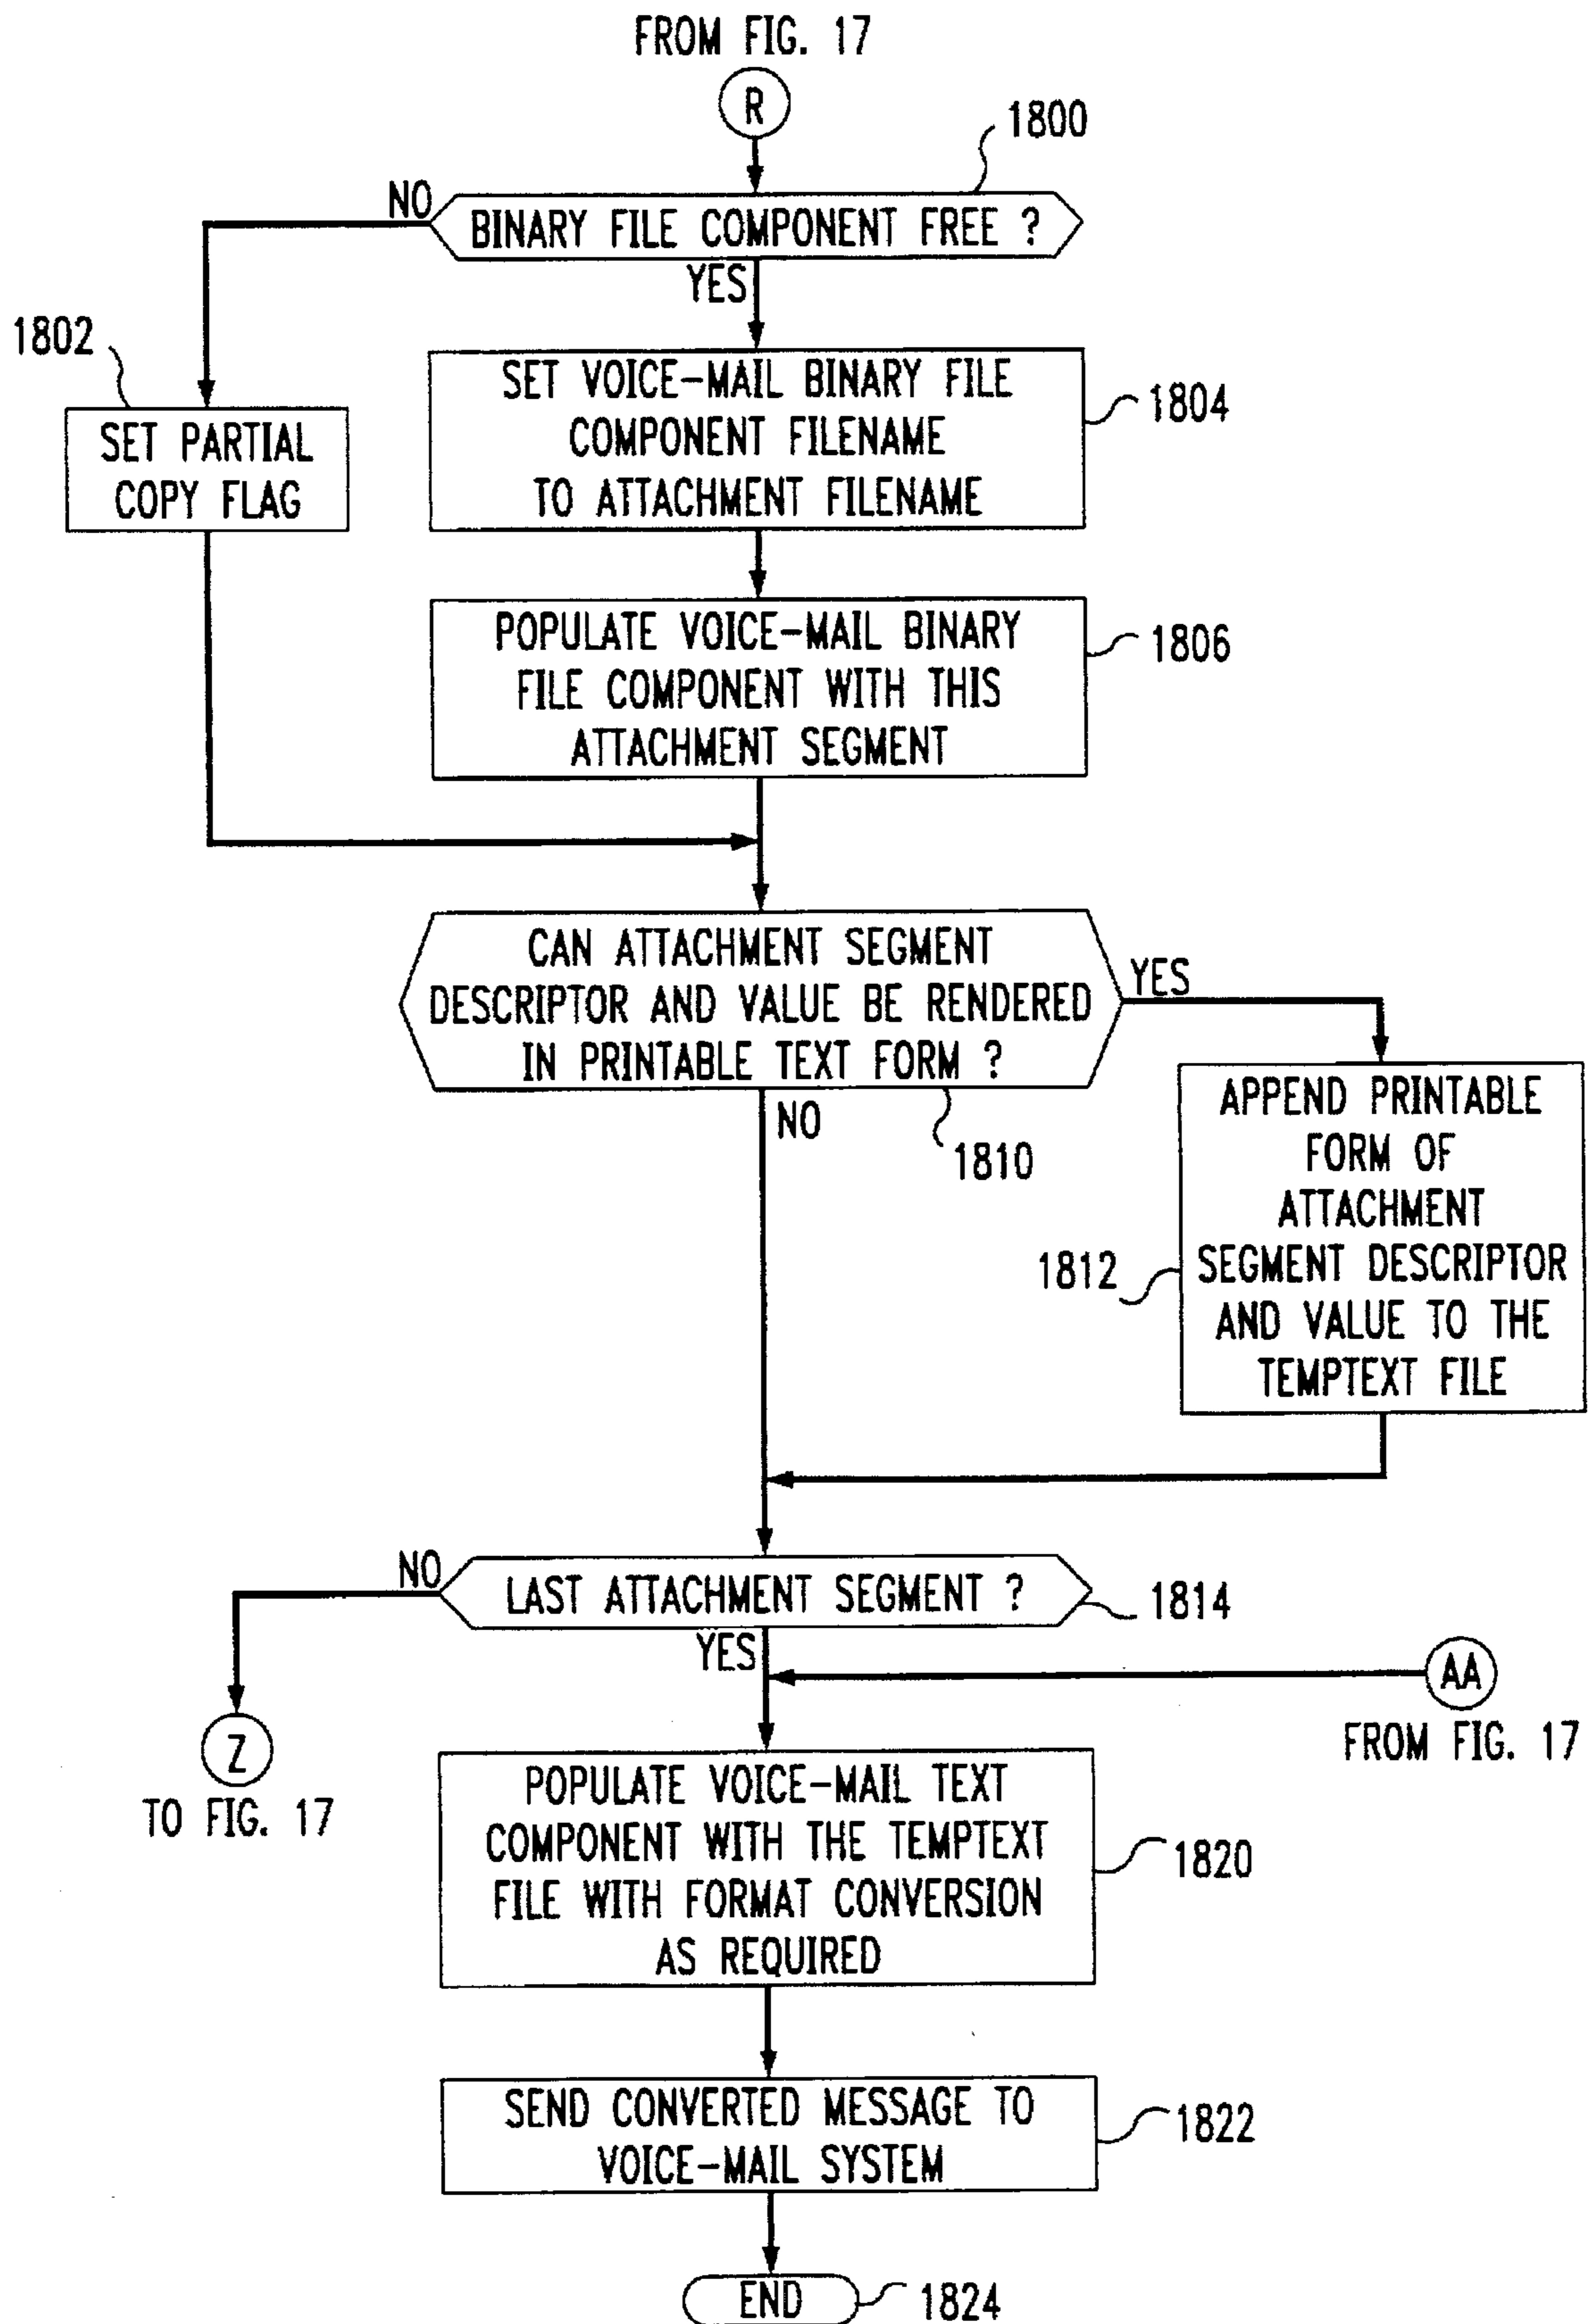 FROM FIG. 17
R
1800
NO
BINARY FILE COMPONENT FREE ?
YES
1802
SET PARTIAL
COPY FLAG
SET VOICE-MAIL BINARY FILE
COMPONENT FILENAME
TO ATTACHMENT FILENAME
1804
POPULATE VOICE-MAIL BINARY
FILE COMPONENT WITH THIS
ATTACHMENT SEGMENT
1806
CAN ATTACHMENT SEGMENT
DESCRIPTOR AND VALUE BE RENDERED
IN PRINTABLE TEXT FORM ?
YES
NO
1810
APPEND PRINTABLE
FORM OF
ATTACHMENT
SEGMENT DESCRIPTOR
AND VALUE TO THE
TEMPTEXT FILE
1812
NO
LAST ATTACHMENT SEGMENT ?
1814
YES
AA
FROM FIG. 17
Z
TO FIG. 17
POPULATE VOICE-MAIL TEXT
COMPONENT WITH THE TEMPTEXT
FILE WITH FORMAT CONVERSION
AS REQUIRED
1820
SEND CONVERTED MESSAGE TO
VOICE-MAIL SYSTEM
1822
END
1824